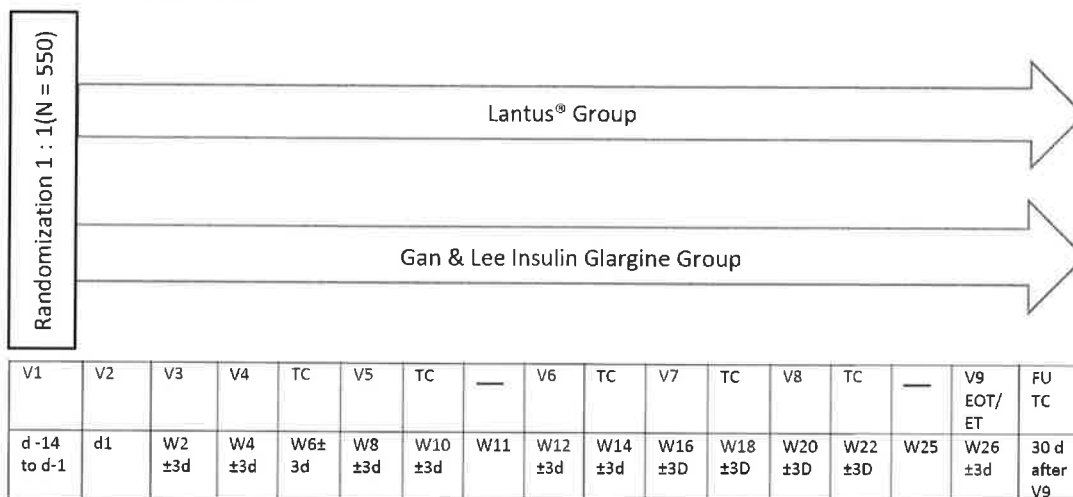 Randomization 1 : 1(N = 550)
Lantus® Group
Gan & Lee Insulin Glargine Group
V1 V2 V3 V4 TC V5 TC — V6 TC V7 TC V8 TC — V9 EOT/ ET FU TC
d -14 to d-1 d1 W2 ±3d W4 ±3d W6± 3d W8 ±3d W10 ±3d W11 W12 ±3d W14 ±3d W16 ±3D W18 ±3D W20 ±3D W22 ±3D W25 W26 ±3d 30 d after V9